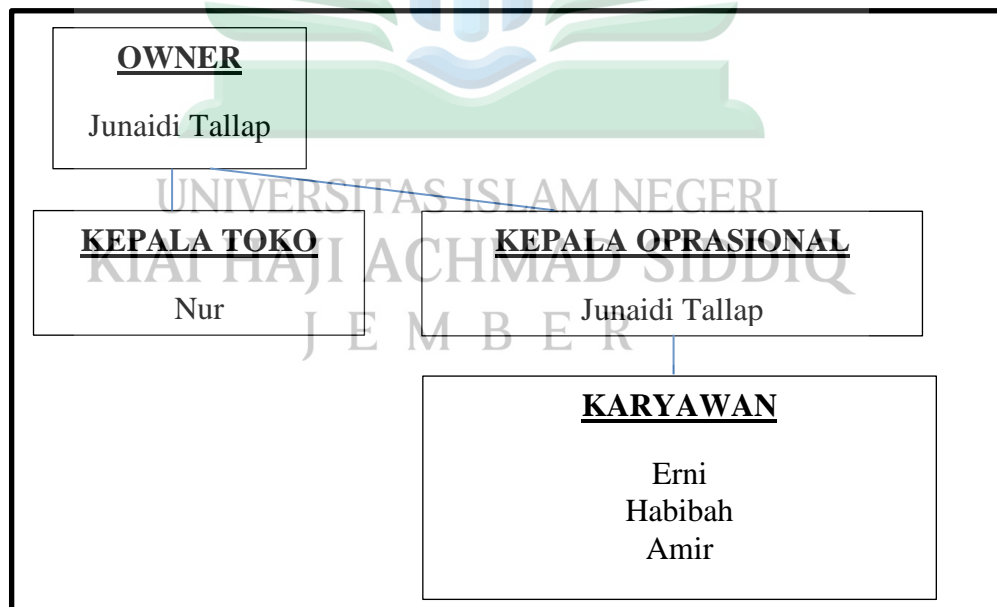 OWNER
Junaidi Tallap
UNIVERSITAS ISLAM NEGERI
KEPALA TOKO
Nur
KEPALA OPRASIONAL
Junaidi Tallap
KIAI HAJI ACHMAD SIDDIQ
JEMBER
KARYAWAN
Erni
Habibah
Amir